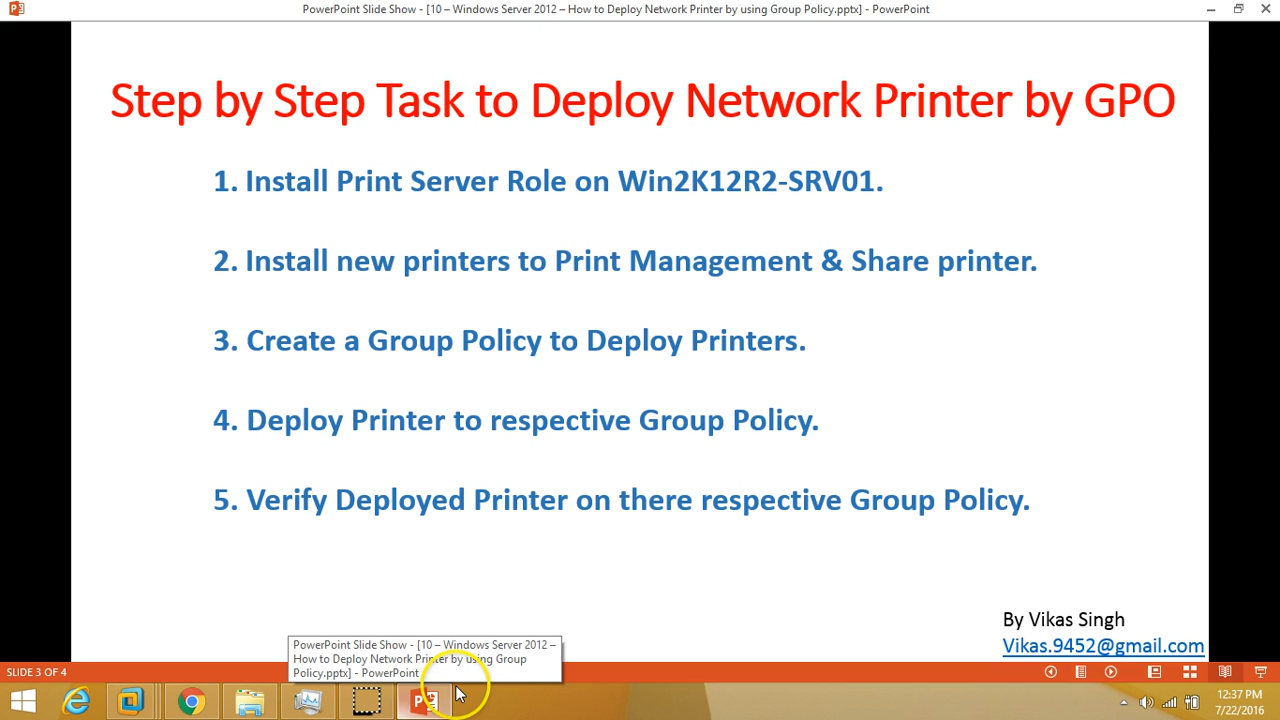 PowerPoint Slide Show - [10 – Windows Server 2012 – How to Deploy Network Printer by using Group Policy.pptx] - PowerPoint
Step by Step Task to Deploy Network Printer by GPO
1. Install Print Server Role on Win2K12R2-SRV01.
2. Install new printers to Print Management & Share printer.
3. Create a Group Policy to Deploy Printers.
4. Deploy Printer to respective Group Policy.
5. Verify Deployed Printer on there respective Group Policy.
By Vikas Singh
Vikas.9452@gmail.com
PowerPoint Slide Show - [10 – Windows Server 2012 –
How to Deploy Network Printer by using Group
Policy.pptx] - PowerPoint
SLIDE 3 OF 4
12:37 PM
7/22/2016